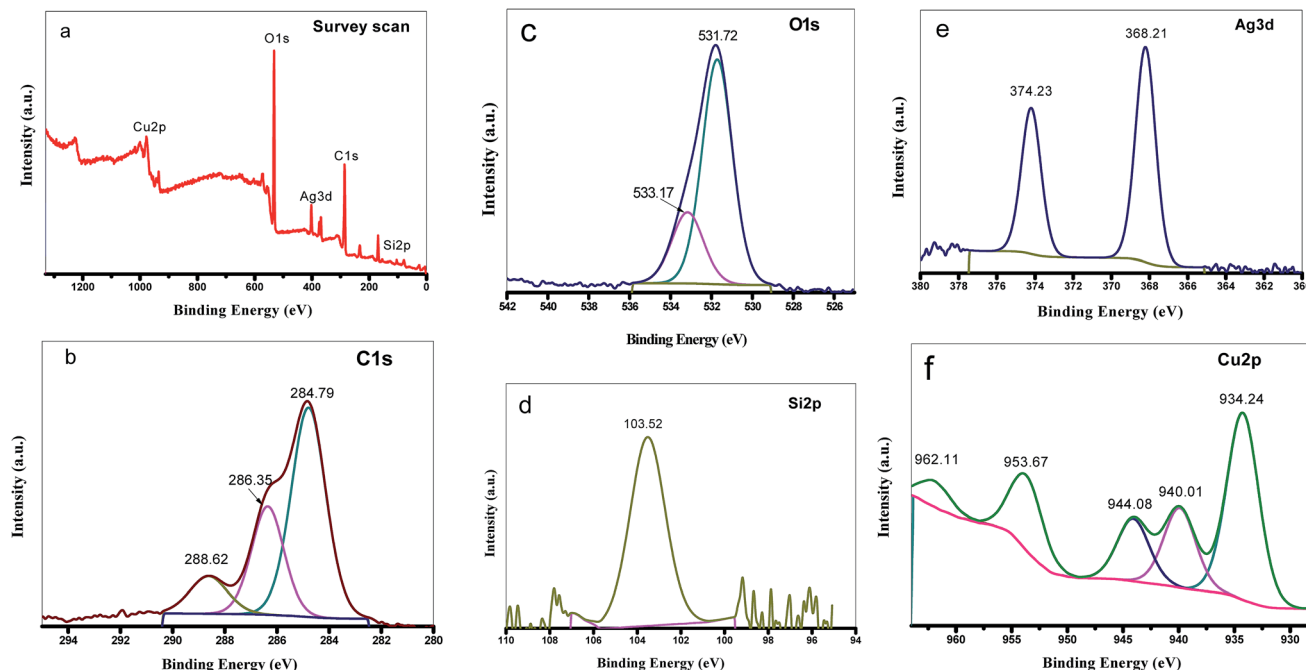 a
Survey scan
O1s
Cu2p
C1s
Ag3d
Si2p
Intensity (a.u.)
1200 1000 800 600 400 200 0
Binding Energy (eV)
c
O1s
531.72
533.17
Intensity (a.u.)
542 540 538 536 534 532 530 528 526
Binding Energy (eV)
e
Ag3d
368.21
374.23
Intensity (a.u.)
380 378 376 374 372 370 368 366 364 362 36
Binding Energy (eV)
b
C1s
284.79
286.35
288.62
Intensity (a.u.)
294 292 290 288 286 284 282 280
Binding Energy (eV)
d
Si2p
103.52
Intensity (a.u.)
110 108 106 104 102 100 98 96 94
Binding Energy (eV)
f
Cu2p
934.24
962.11
953.67
944.08
940.01
Intensity (a.u.)
960 955 950 945 940 935 930
Binding Energy (eV)